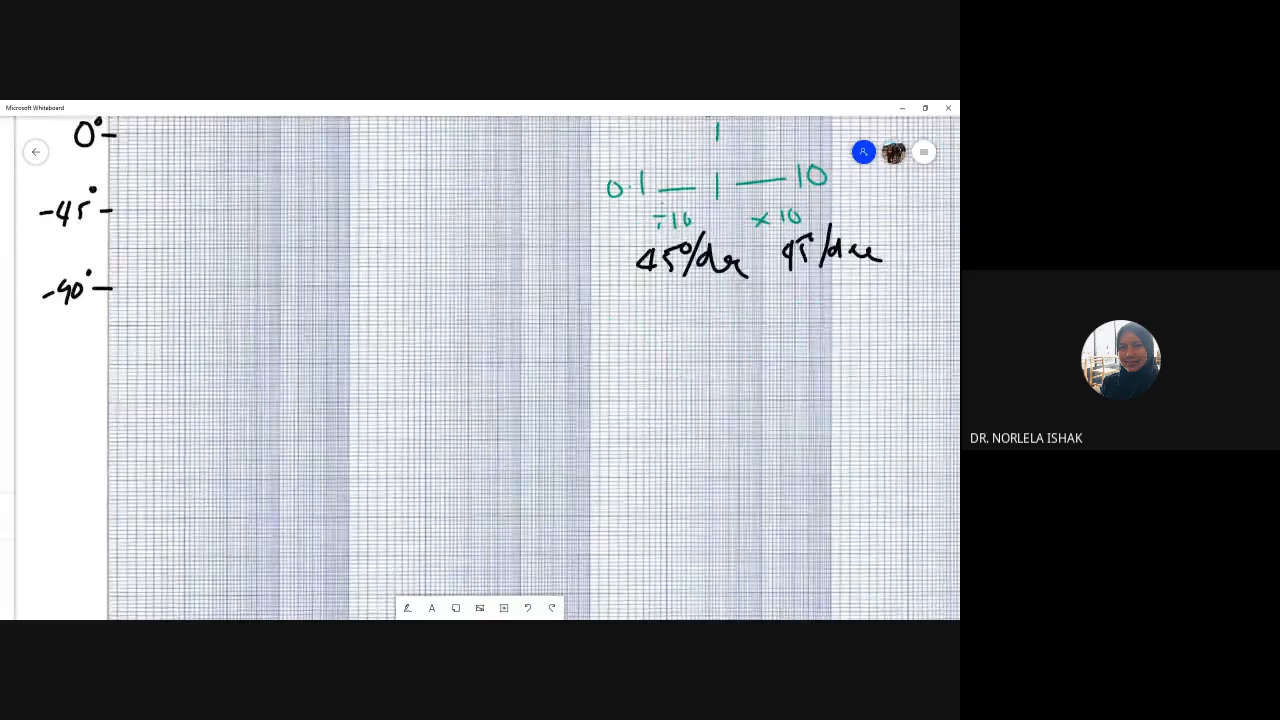 Microsoft Whiteboard
0°
1
0.1 — 1 — 10
-45°
÷10 × 10
45°/dec 45/dec
-90°
DR. NORLELA ISHAK